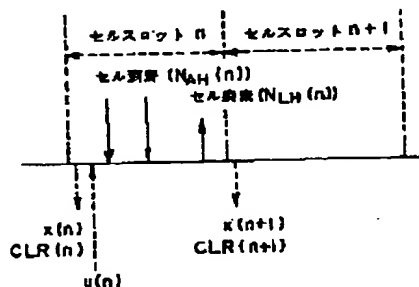 セルスロット n
セルスロット n+1
セル到着 (N_AH(n))
セル廃棄 (N_LH(n))
x(n)
CLR(n)
u(n)
x(n+1)
CLR(n+1)